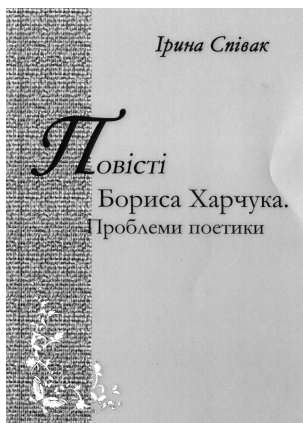 Ірина Співак
Повісті
Бориса Харчука.
Проблеми поетики